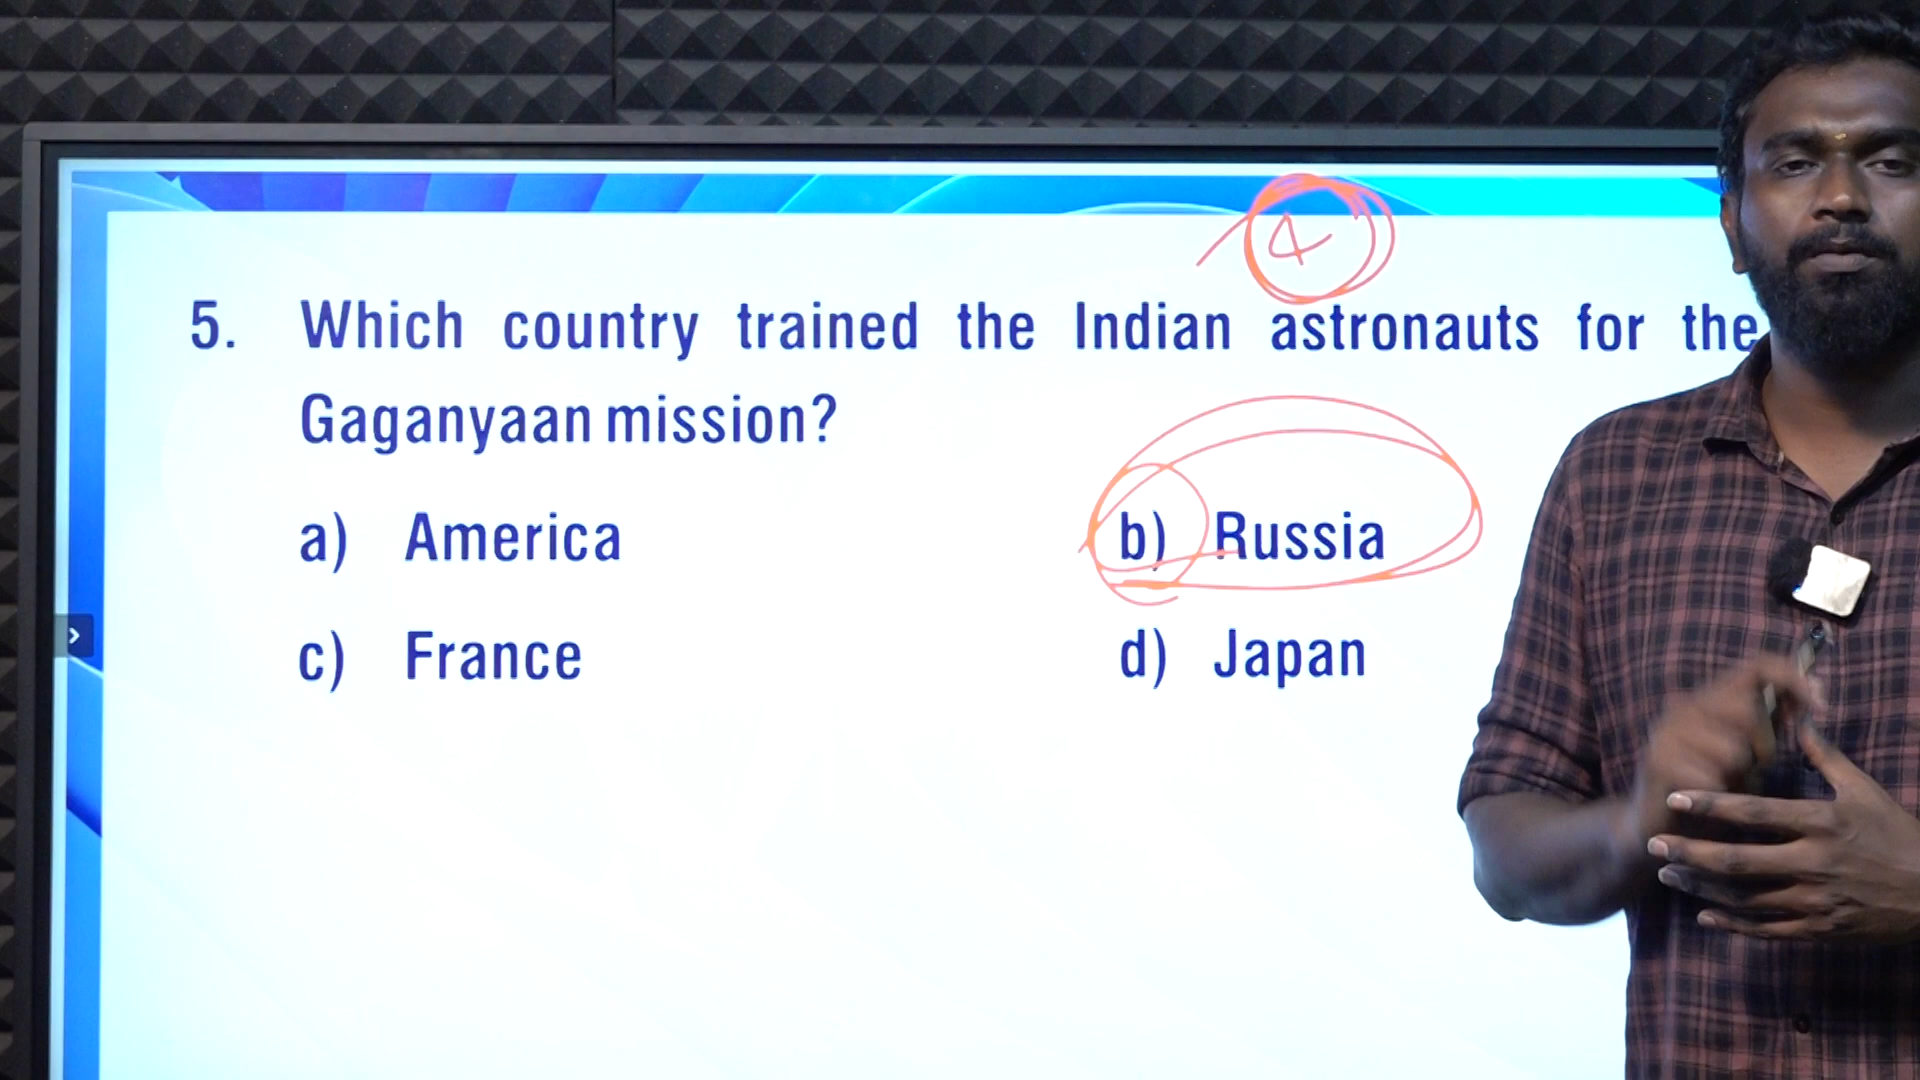 4
5. Which country trained the Indian astronauts for the
Gaganyaan mission?
a) America b) Russia
c) France d) Japan